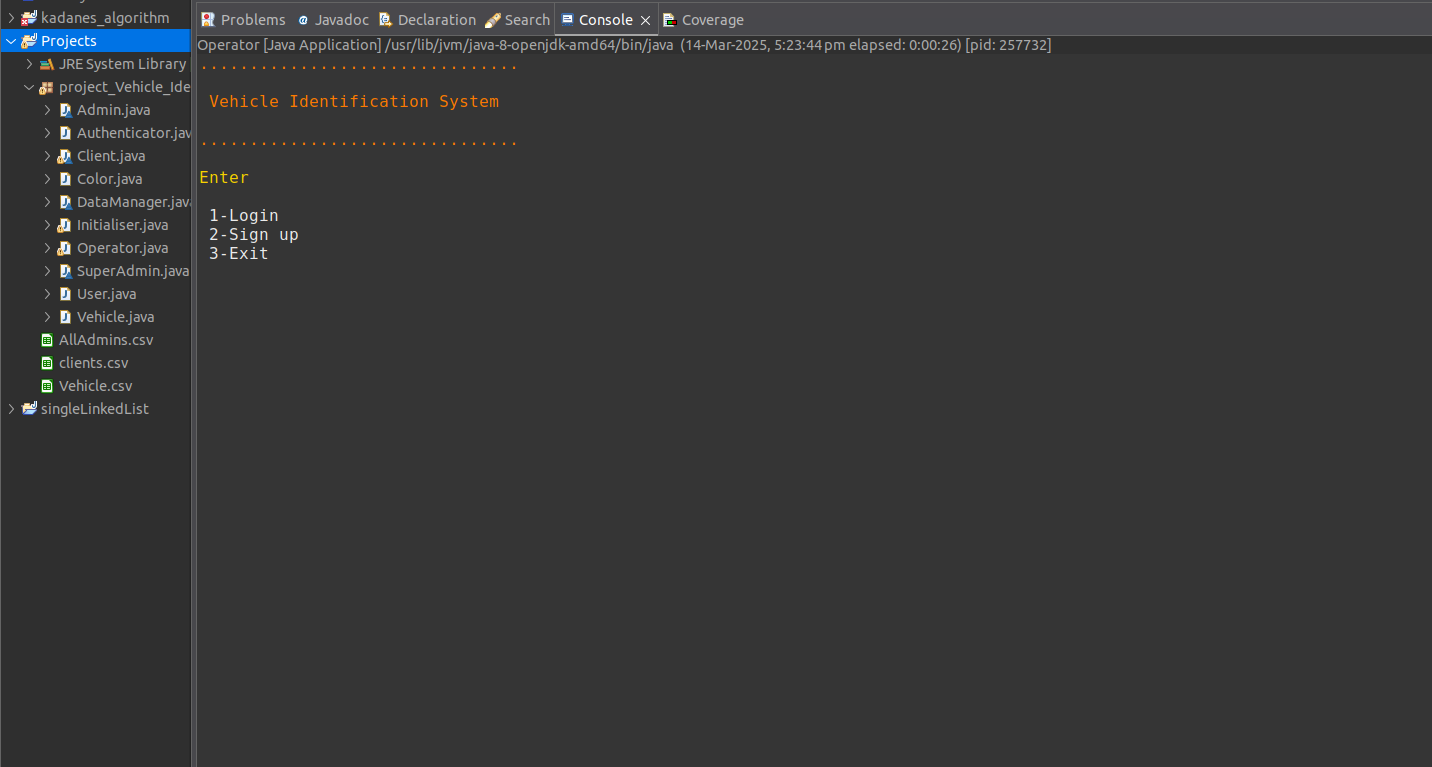 kadanes_algorithm
Projects
JRE System Library
project_Vehicle_Ide
Admin.java
Authenticator.jav
Client.java
Color.java
DataManager.java
Initialiser.java
Operator.java
SuperAdmin.java
User.java
Vehicle.java
AllAdmins.csv
clients.csv
Vehicle.csv
singleLinkedList
Problems @ Javadoc Declaration Search Console Coverage
Operator [Java Application] /usr/lib/jvm/java-8-openjdk-amd64/bin/java (14-Mar-2025, 5:23:44 pm elapsed: 0:00:26) [pid: 257732]
................................
Vehicle Identification System
................................
Enter
1-Login
2-Sign up
3-Exit